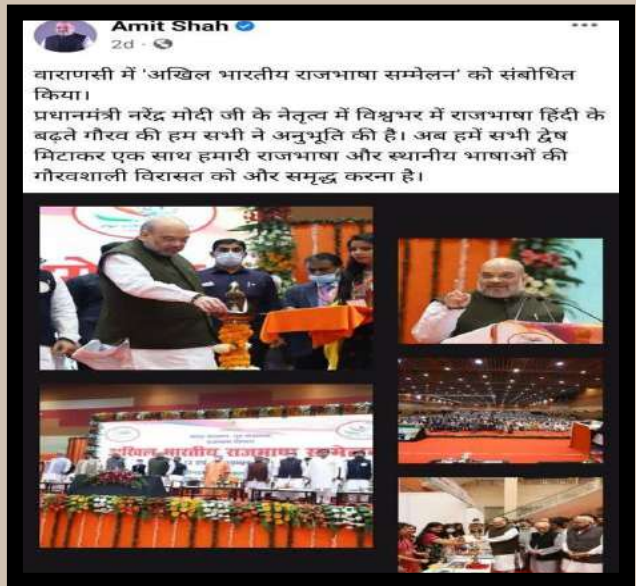 Amit Shah
2d ·
वाराणसी में 'अखिल भारतीय राजभाषा सम्मेलन' को संबोधित
किया।
प्रधानमंत्री नरेंद्र मोदी जी के नेतृत्व में विश्वभर में राजभाषा हिंदी के
बढ़ते गौरव की हम सभी ने अनुभूति की है। अब हमें सभी द्वेष
मिटाकर एक साथ हमारी राजभाषा और स्थानीय भाषाओं की
गौरवशाली विरासत को और समृद्ध करना है।
अखिल भारतीय राजभाषा सम्मेलन